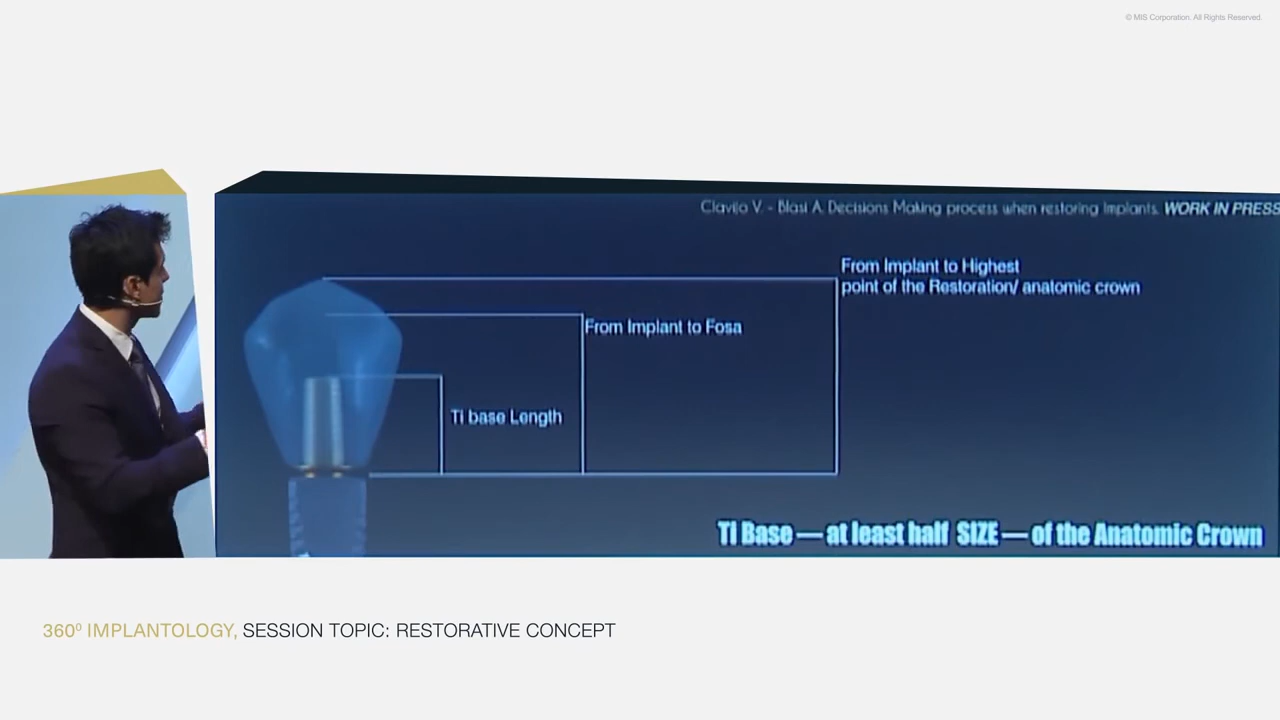 © MIS Corporation. All Rights Reserved.
Clavijo V. - Blasi A. Decisions Making process when restoring Implants. WORK IN PRESS
From Implant to Highest
point of the Restoration/ anatomic crown
From Implant to Fosa
Ti base Length
Ti Base — at least half SIZE — of the Anatomic Crown
360º IMPLANTOLOGY, SESSION TOPIC: RESTORATIVE CONCEPT